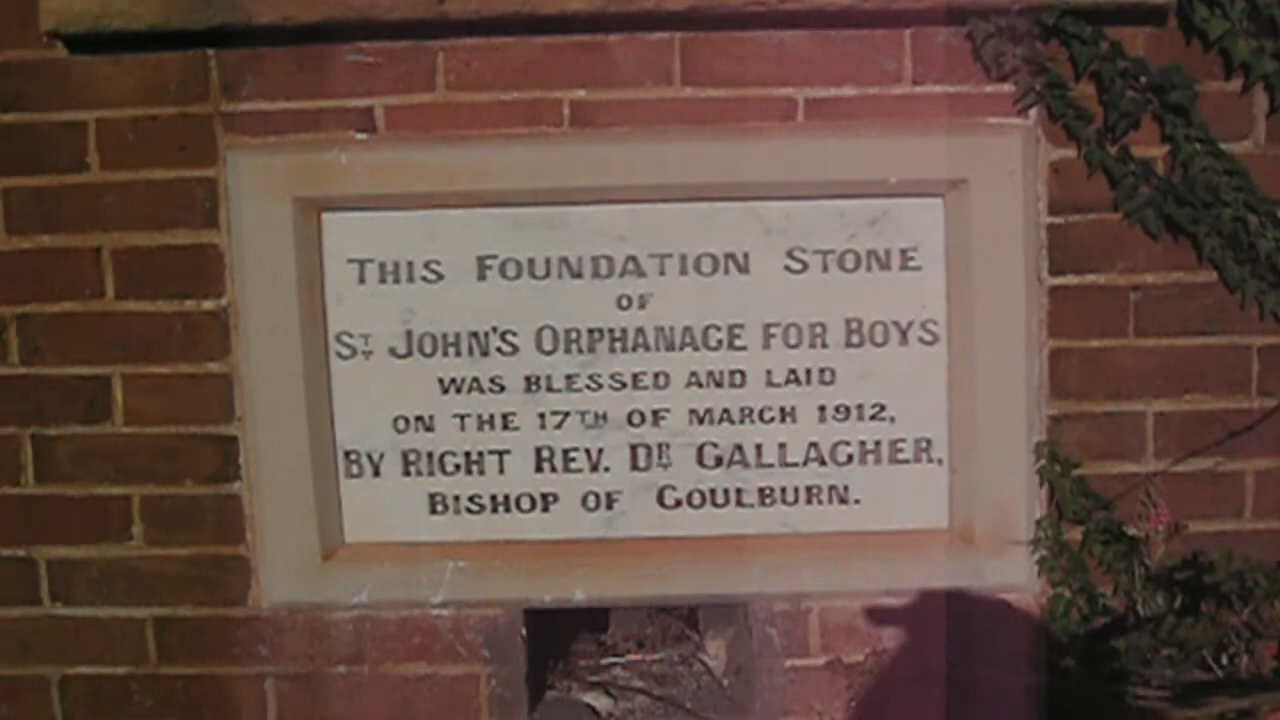 THIS FOUNDATION STONE
OF
ST. JOHN'S ORPHANAGE FOR BOYS
WAS BLESSED AND LAID
ON THE 17TH OF MARCH 1912,
BY RIGHT REV. DR GALLAGHER,
BISHOP OF GOULBURN.